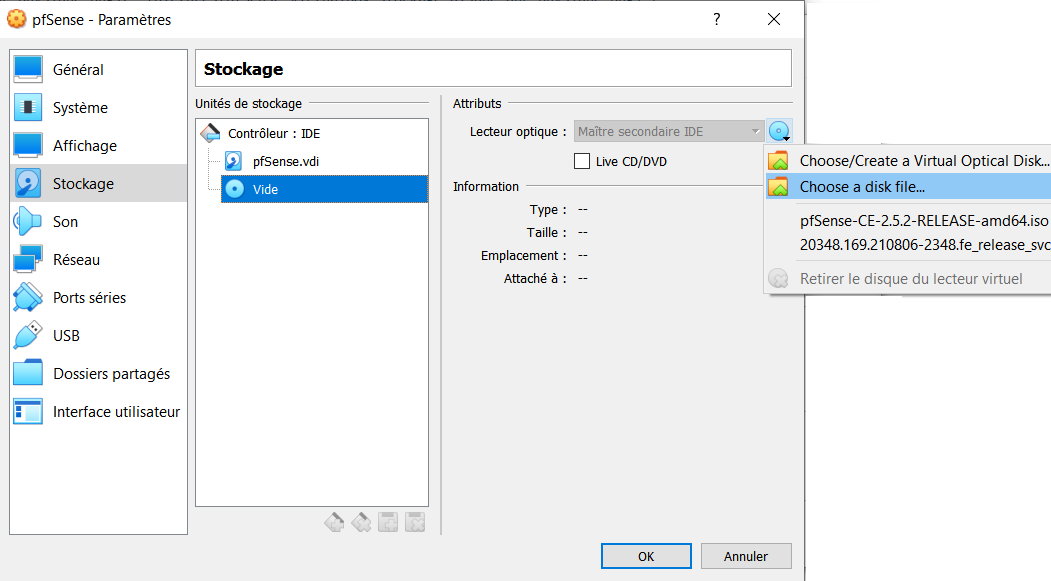 pfSense - Paramètres
?
Général
Système
Affichage
Stockage
Son
Réseau
Ports séries
USB
Dossiers partagés
Interface utilisateur
Stockage
Unités de stockage
Contrôleur : IDE
pfSense.vdi
Vide
Attributs
Lecteur optique : Maître secondaire IDE
Live CD/DVD
Information
Type : --
Taille : --
Emplacement : --
Attaché à : --
Choose/Create a Virtual Optical Disk...
Choose a disk file...
pfSense-CE-2.5.2-RELEASE-amd64.iso
20348.169.210806-2348.fe_release_svc
Retirer le disque du lecteur virtuel
OK
Annuler